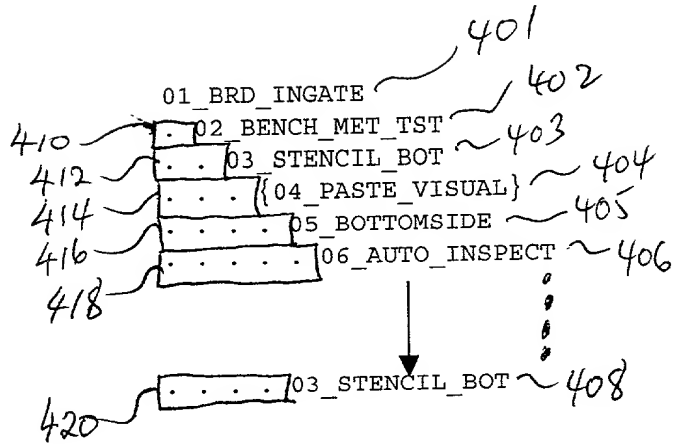 401
01_BRD_INGATE
402
410 . 02_BENCH_MET_TST
403
412 . . 03_STENCIL_BOT
404
414 . . . {04_PASTE_VISUAL}
416 . . . . 05_BOTTOMSIDE 405
418 . . . . . 06_AUTO_INSPECT 406
420 . . . . 03_STENCIL_BOT 408